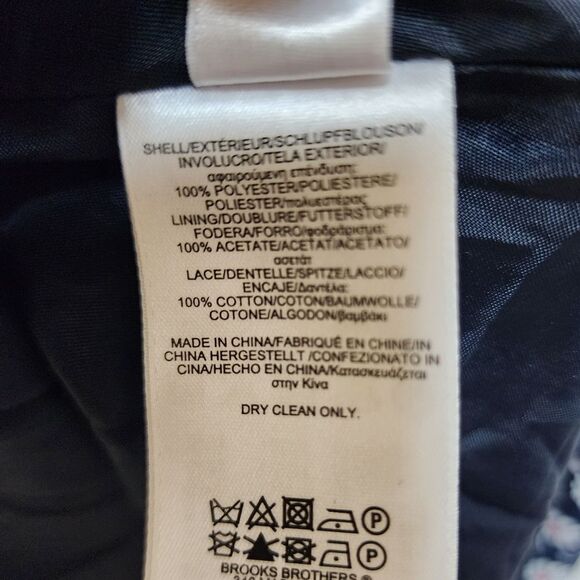 SHELL/EXTÉRIEUR/SCHLUPFBLOUSON/
INVOLUCRO/TELA EXTERIOR/
αφαιρούμενη επένδυση:
100% POLYESTER/POLIESTERE/
POLIESTER/πολυεστέρας
LINING/DOUBLURE/FUTTERSTOFF/
FODERA/FORRO/φοδράρισμα:
100% ACETATE/ACETAT/ACETATO/
ασετάτ
LACE/DENTELLE/SPITZE/LACCIO/
ENCAJE/Δαντέλα:
100% COTTON/COTON/BAUMWOLLE/
COTONE/ALGODON/βαμβάκι
MADE IN CHINA/FABRIQUÉ EN CHINE/IN
CHINA HERGESTELLT /CONFEZIONATO IN
CINA/HECHO EN CHINA/Κατασκευάζεται
στην Κίνα
DRY CLEAN ONLY.
P
P
BROOKS BROTHERS ®